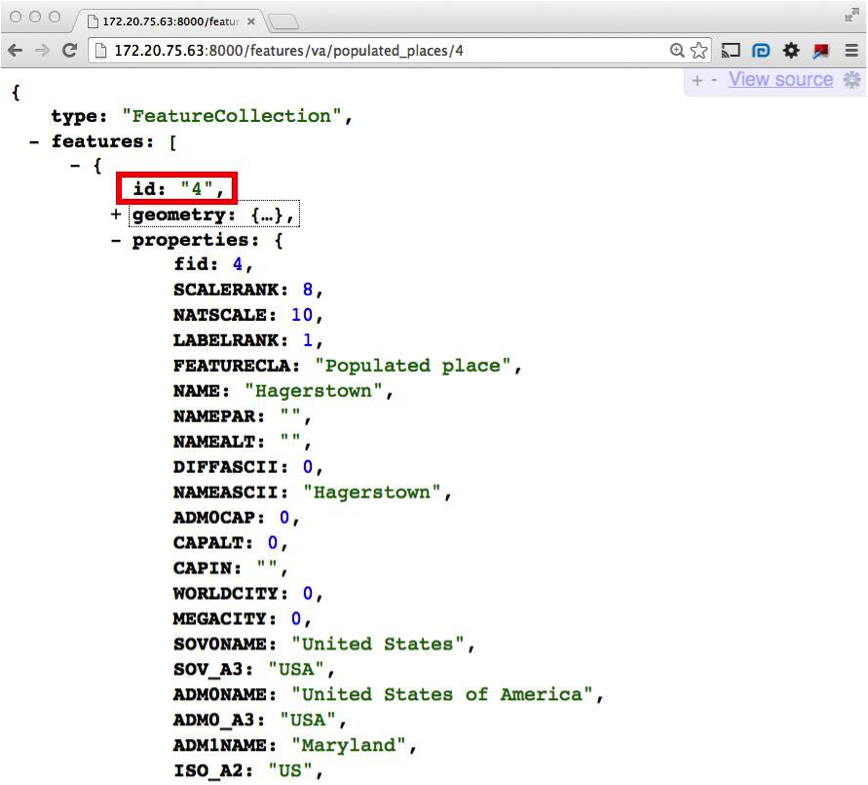 172.20.75.63:8000/featur
172.20.75.63:8000/features/va/populated_places/4
+ - View source
{
type: "FeatureCollection",
- features: [
- {
id: "4",
+ geometry: {…},
- properties: {
fid: 4,
SCALERANK: 8,
NATSCALE: 10,
LABELRANK: 1,
FEATURECLA: "Populated place",
NAME: "Hagerstown",
NAMEPAR: "",
NAMEALT: "",
DIFFASCII: 0,
NAMEASCII: "Hagerstown",
ADM0CAP: 0,
CAPALT: 0,
CAPIN: "",
WORLDCITY: 0,
MEGACITY: 0,
SOV0NAME: "United States",
SOV_A3: "USA",
ADM0NAME: "United States of America",
ADM0_A3: "USA",
ADM1NAME: "Maryland",
ISO_A2: "US",